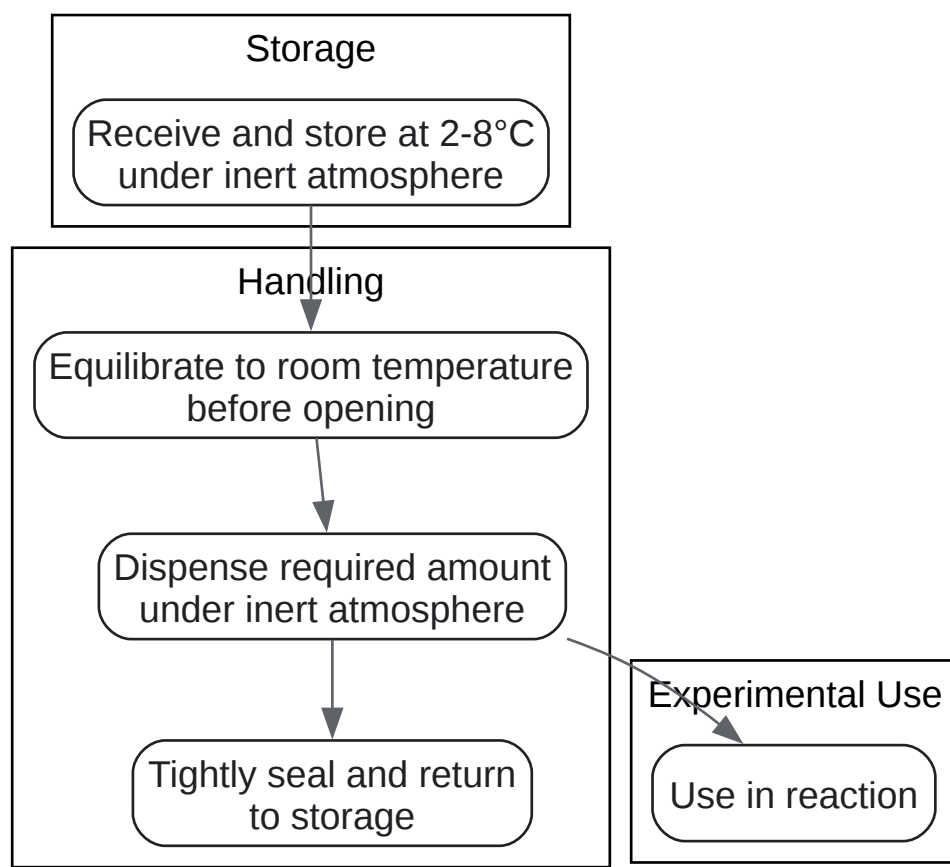 Storage
Receive and store at 2-8°C
under inert atmosphere
Handling
Equilibrate to room temperature
before opening
Dispense required amount
under inert atmosphere
Tightly seal and return
to storage
Experimental Use
Use in reaction